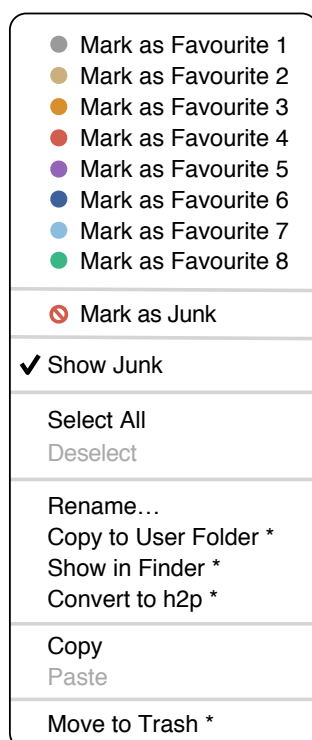 Mark as Favourite 1
Mark as Favourite 2
Mark as Favourite 3
Mark as Favourite 4
Mark as Favourite 5
Mark as Favourite 6
Mark as Favourite 7
Mark as Favourite 8
Mark as Junk
Show Junk
Select All
Deselect
Rename…
Copy to User Folder *
Show in Finder *
Convert to h2p *
Copy
Paste
Move to Trash *